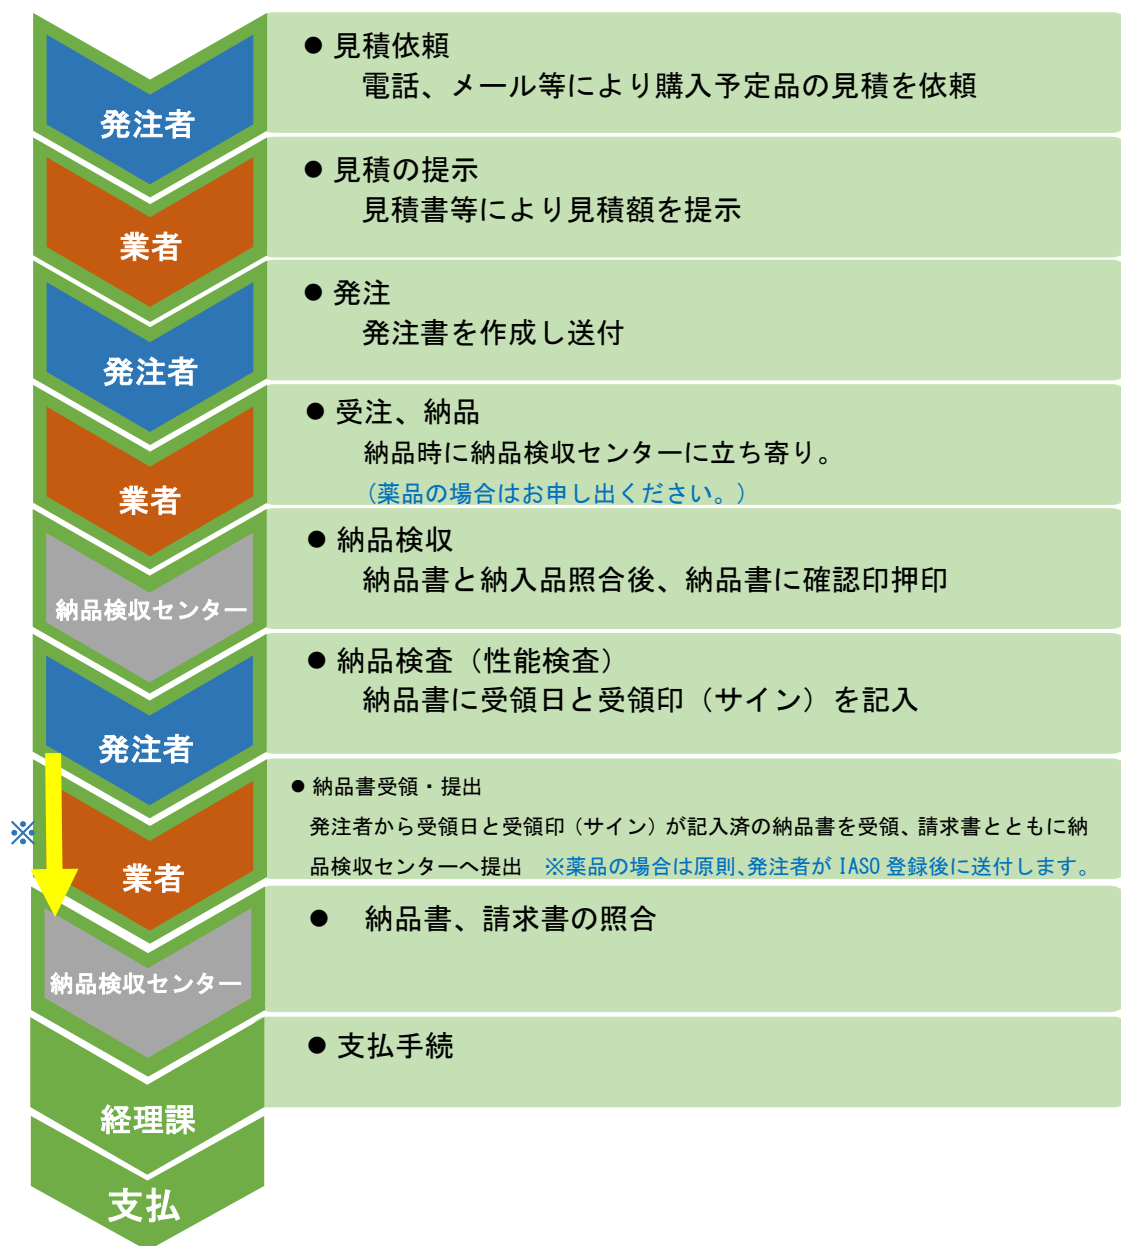 発注者
● 見積依頼
電話、メール等により購入予定品の見積を依頼
業者
● 見積の提示
見積書等により見積額を提示
発注者
● 発注
発注書を作成し送付
業者
● 受注、納品
納品時に納品検収センターに立ち寄り。
(薬品の場合はお申し出ください。)
納品検収センター
● 納品検収
納品書と納入品照合後、納品書に確認印押印
発注者
● 納品検査（性能検査）
納品書に受領日と受領印（サイン）を記入
※
業者
● 納品書受領・提出
発注者から受領日と受領印（サイン）が記入済の納品書を受領、請求書とともに納
品検収センターへ提出　※薬品の場合は原則、発注者が IASO 登録後に送付します。
納品検収センター
●　納品書、請求書の照合
経理課
● 支払手続
支払